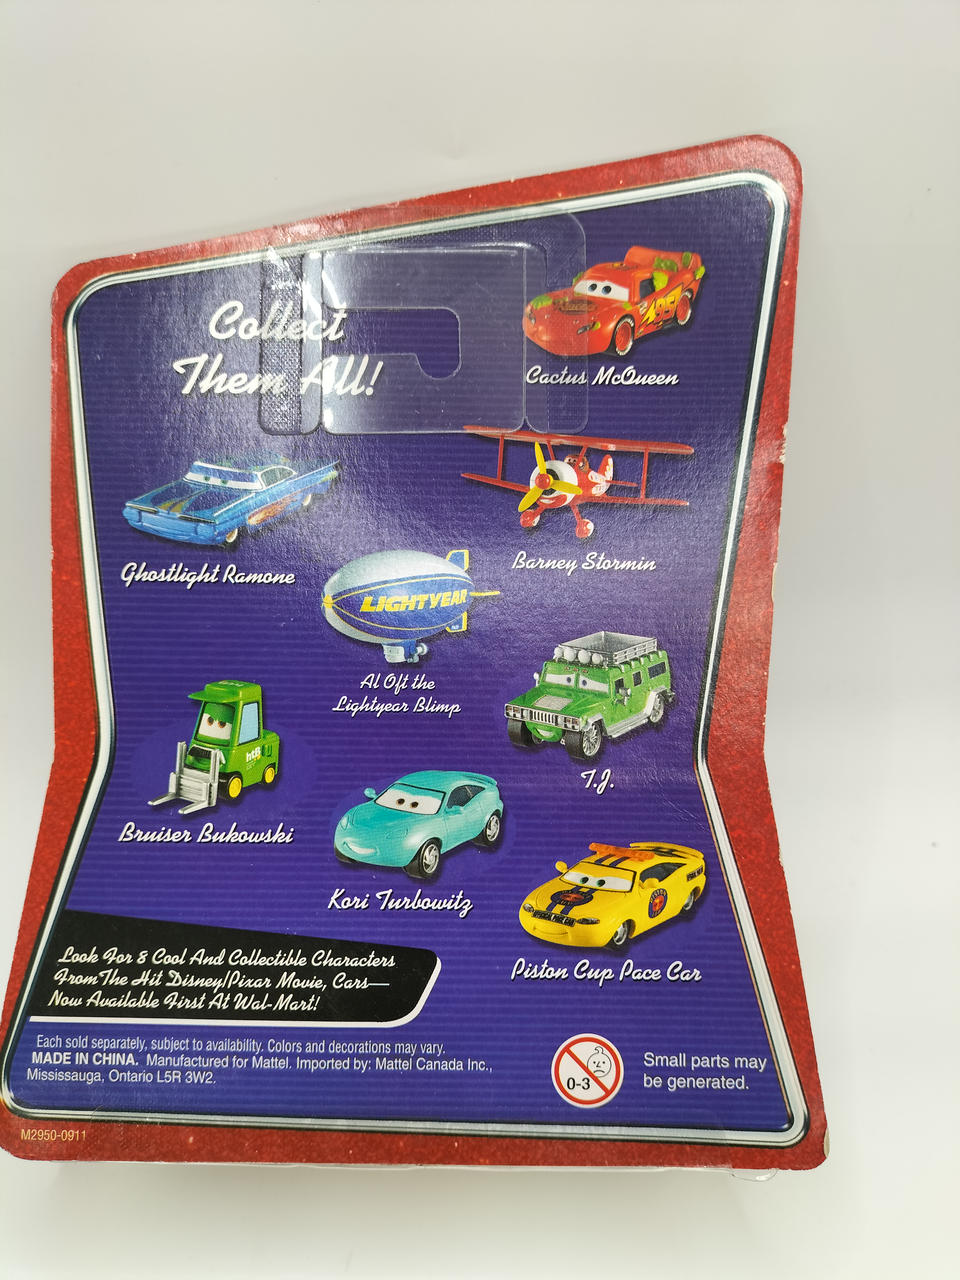 Collect
Them All!
95
Cactus McQueen
Ghostlight Ramone
Barney Stormin
LIGHTYEAR
Al Oft the
Lightyear Blimp
T.J.
htB
Bruiser Bukowski
Kori Turbowitz
Piston Cup Pace Car
Look For 8 Cool And Collectible Characters
From The Hit Disney/Pixar Movie, Cars—
Now Available First At Wal-Mart!
Each sold separately, subject to availability. Colors and decorations may vary.
MADE IN CHINA. Manufactured for Mattel. Imported by: Mattel Canada Inc.,
Mississauga, Ontario L5R 3W2.
0-3
Small parts may
be generated.
M2950-0911